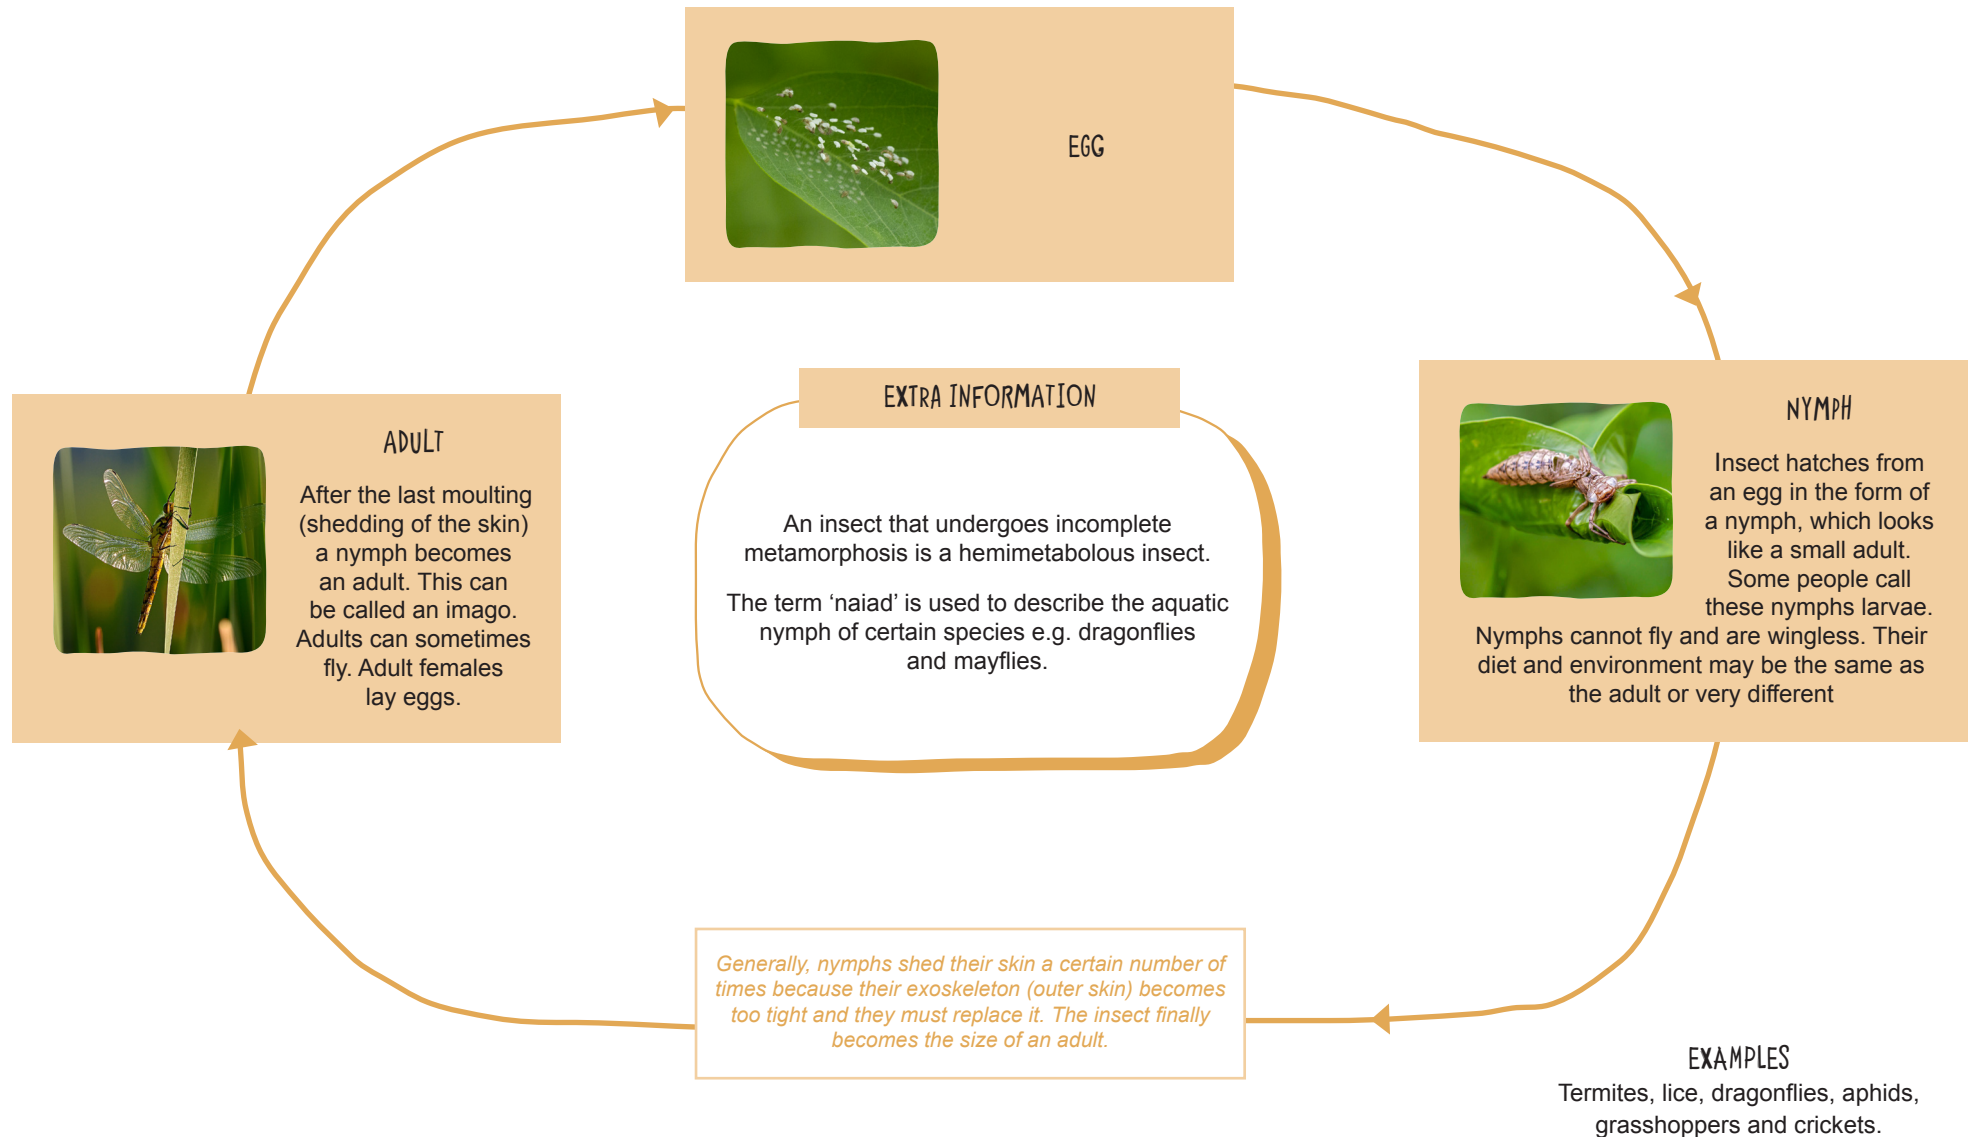 EGG
NYMPH
Insect hatches from
an egg in the form of
a nymph, which looks
like a small adult.
Some people call
these nymphs larvae.
Nymphs cannot fly and are wingless. Their
diet and environment may be the same as
the adult or very different
Generally, nymphs shed their skin a certain number of
times because their exoskeleton (outer skin) becomes
too tight and they must replace it. The insect finally
becomes the size of an adult.
ADULT
After the last moulting
(shedding of the skin)
a nymph becomes
an adult. This can
be called an imago.
Adults can sometimes
fly. Adult females
lay eggs.
EXTRA INFORMATION
An insect that undergoes incomplete
metamorphosis is a hemimetabolous insect.
The term ‘naiad’ is used to describe the aquatic
nymph of certain species e.g. dragonflies
and mayflies.
EXAMPLES
Termites, lice, dragonflies, aphids,
grasshoppers and crickets.